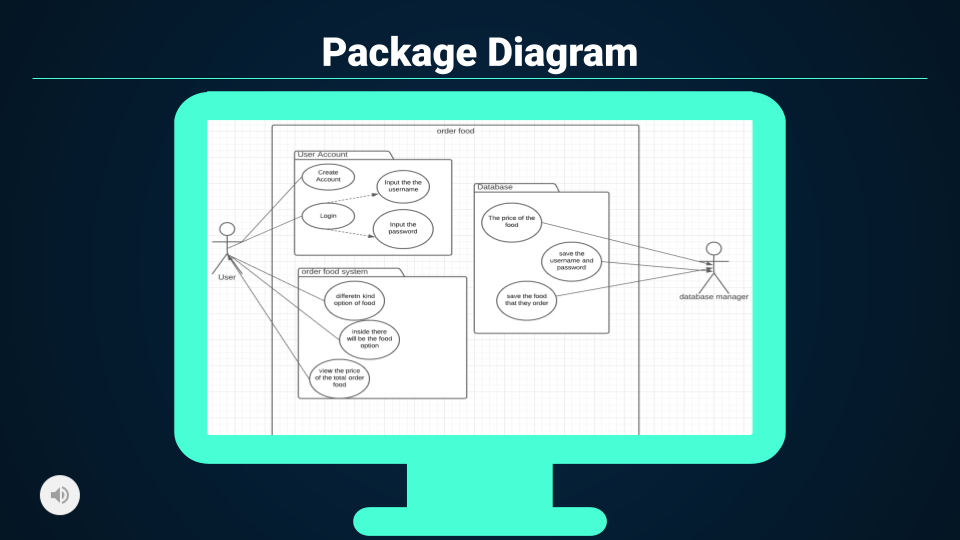 Package Diagram
order food
User Account
Create
Account
Input the the
username
Login
Input the
password
User
order food system
differetn kind
option of food
inside there
will be the food
option
view the price
of the total order
food
Database
The price of the
food
save the
username and
password
save the food
that they order
database manager